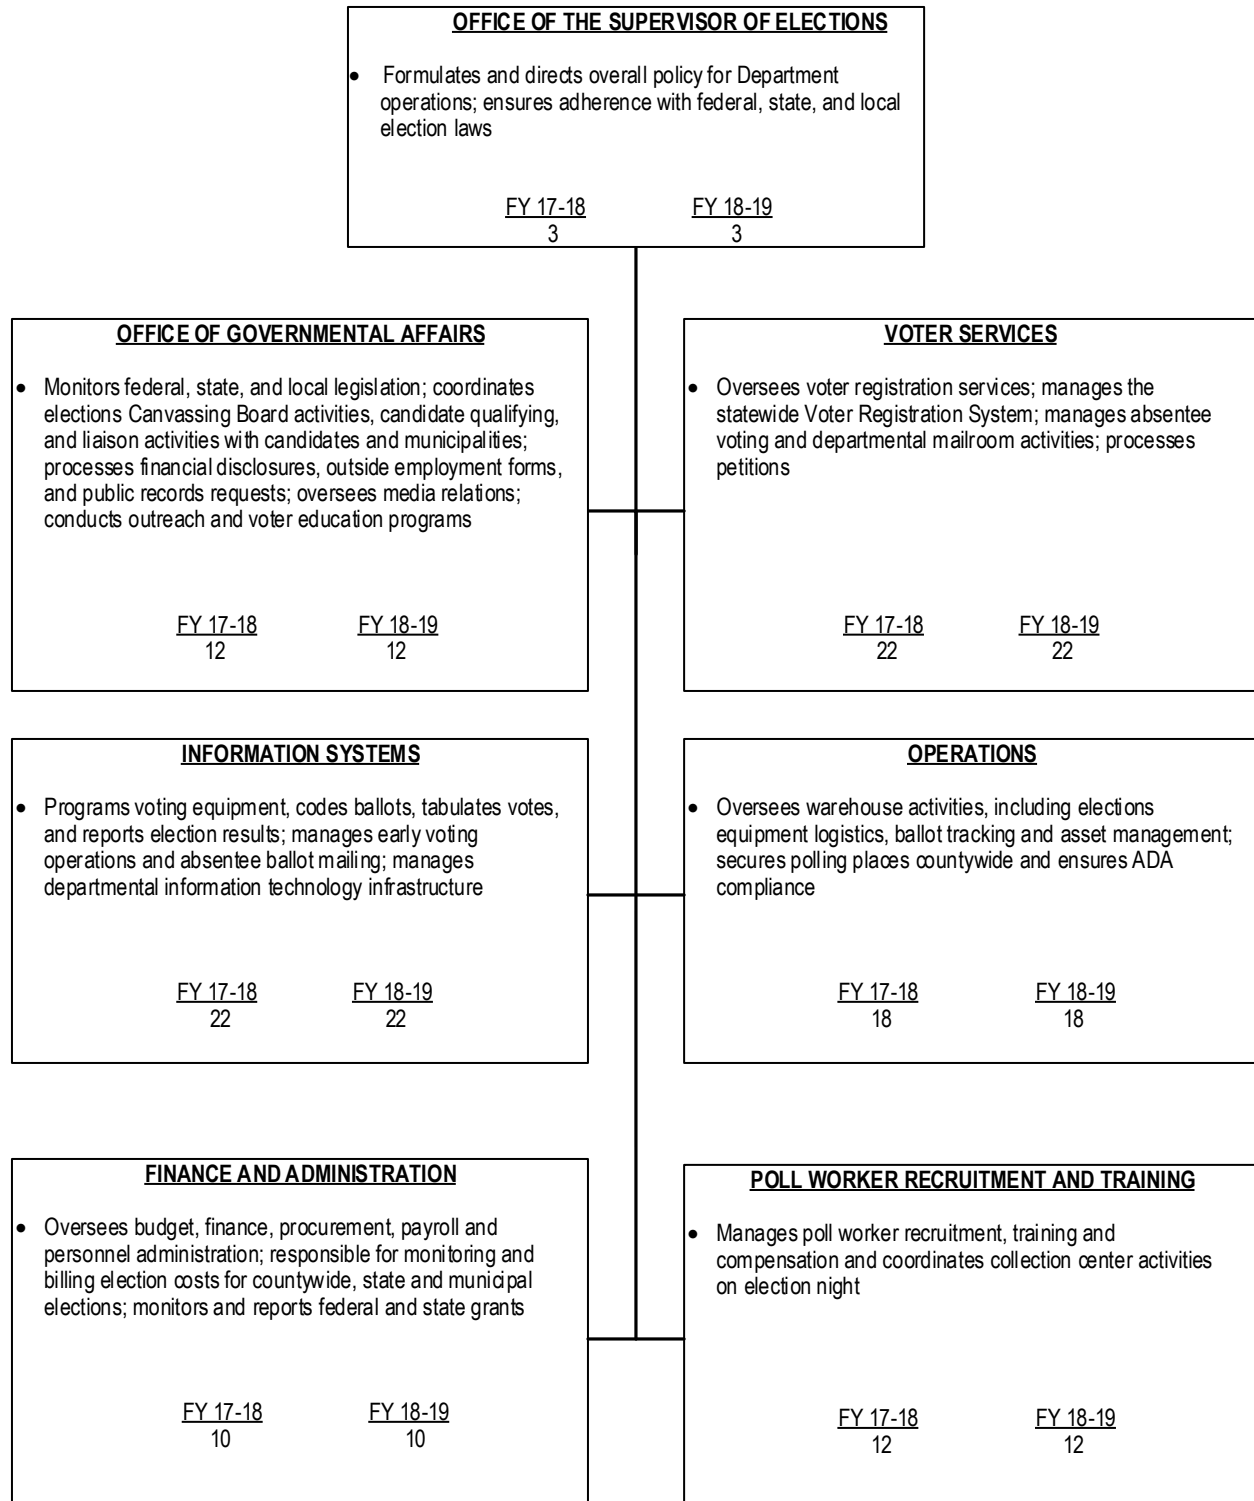 OFFICE OF THE SUPERVISOR OF ELECTIONS
• Formulates and directs overall policy for Department
operations; ensures adherence with federal, state, and local
election laws
FY 17-18 FY 18-19
3 3
OFFICE OF GOVERNMENTAL AFFAIRS
• Monitors federal, state, and local legislation; coordinates
elections Canvassing Board activities, candidate qualifying,
and liaison activities with candidates and municipalities;
processes financial disclosures, outside employment forms,
and public records requests; oversees media relations;
conducts outreach and voter education programs
FY 17-18 FY 18-19
12 12
VOTER SERVICES
• Oversees voter registration services; manages the
statewide Voter Registration System; manages absentee
voting and departmental mailroom activities; processes
petitions
FY 17-18 FY 18-19
22 22
INFORMATION SYSTEMS
• Programs voting equipment, codes ballots, tabulates votes,
and reports election results; manages early voting
operations and absentee ballot mailing; manages
departmental information technology infrastructure
FY 17-18 FY 18-19
22 22
OPERATIONS
• Oversees warehouse activities, including elections
equipment logistics, ballot tracking and asset management;
secures polling places countywide and ensures ADA
compliance
FY 17-18 FY 18-19
18 18
FINANCE AND ADMINISTRATION
• Oversees budget, finance, procurement, payroll and
personnel administration; responsible for monitoring and
billing election costs for countywide, state and municipal
elections; monitors and reports federal and state grants
FY 17-18 FY 18-19
10 10
POLL WORKER RECRUITMENT AND TRAINING
• Manages poll worker recruitment, training and
compensation and coordinates collection center activities
on election night
FY 17-18 FY 18-19
12 12